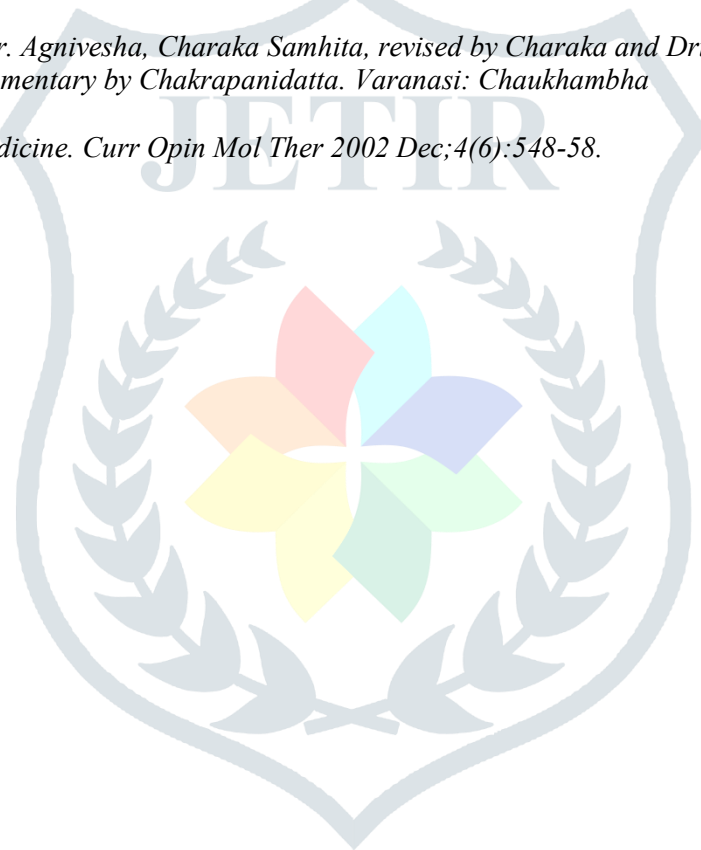 r. Agnivesha, Charaka Samhita, revised by Charaka and Dr
mentary by Chakrapanidatta. Varanasi: Chaukhambha
JETIR
dicine. Curr Opin Mol Ther 2002 Dec;4(6):548-58.